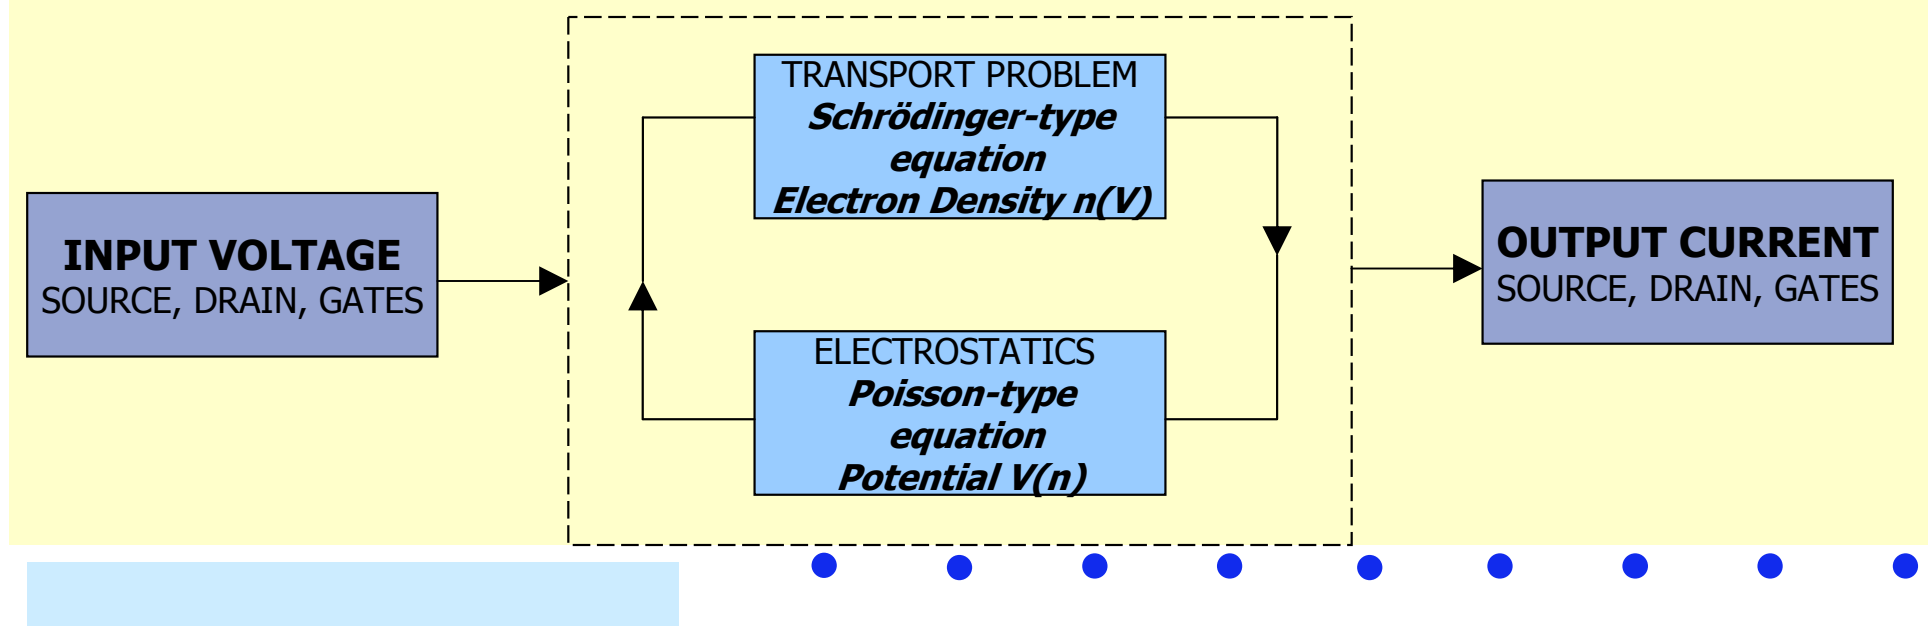 TRANSPORT PROBLEM
Schrödinger-type
equation
Electron Density n(V)
INPUT VOLTAGE
SOURCE, DRAIN, GATES
OUTPUT CURRENT
SOURCE, DRAIN, GATES
ELECTROSTATICS
Poisson-type
equation
Potential V(n)